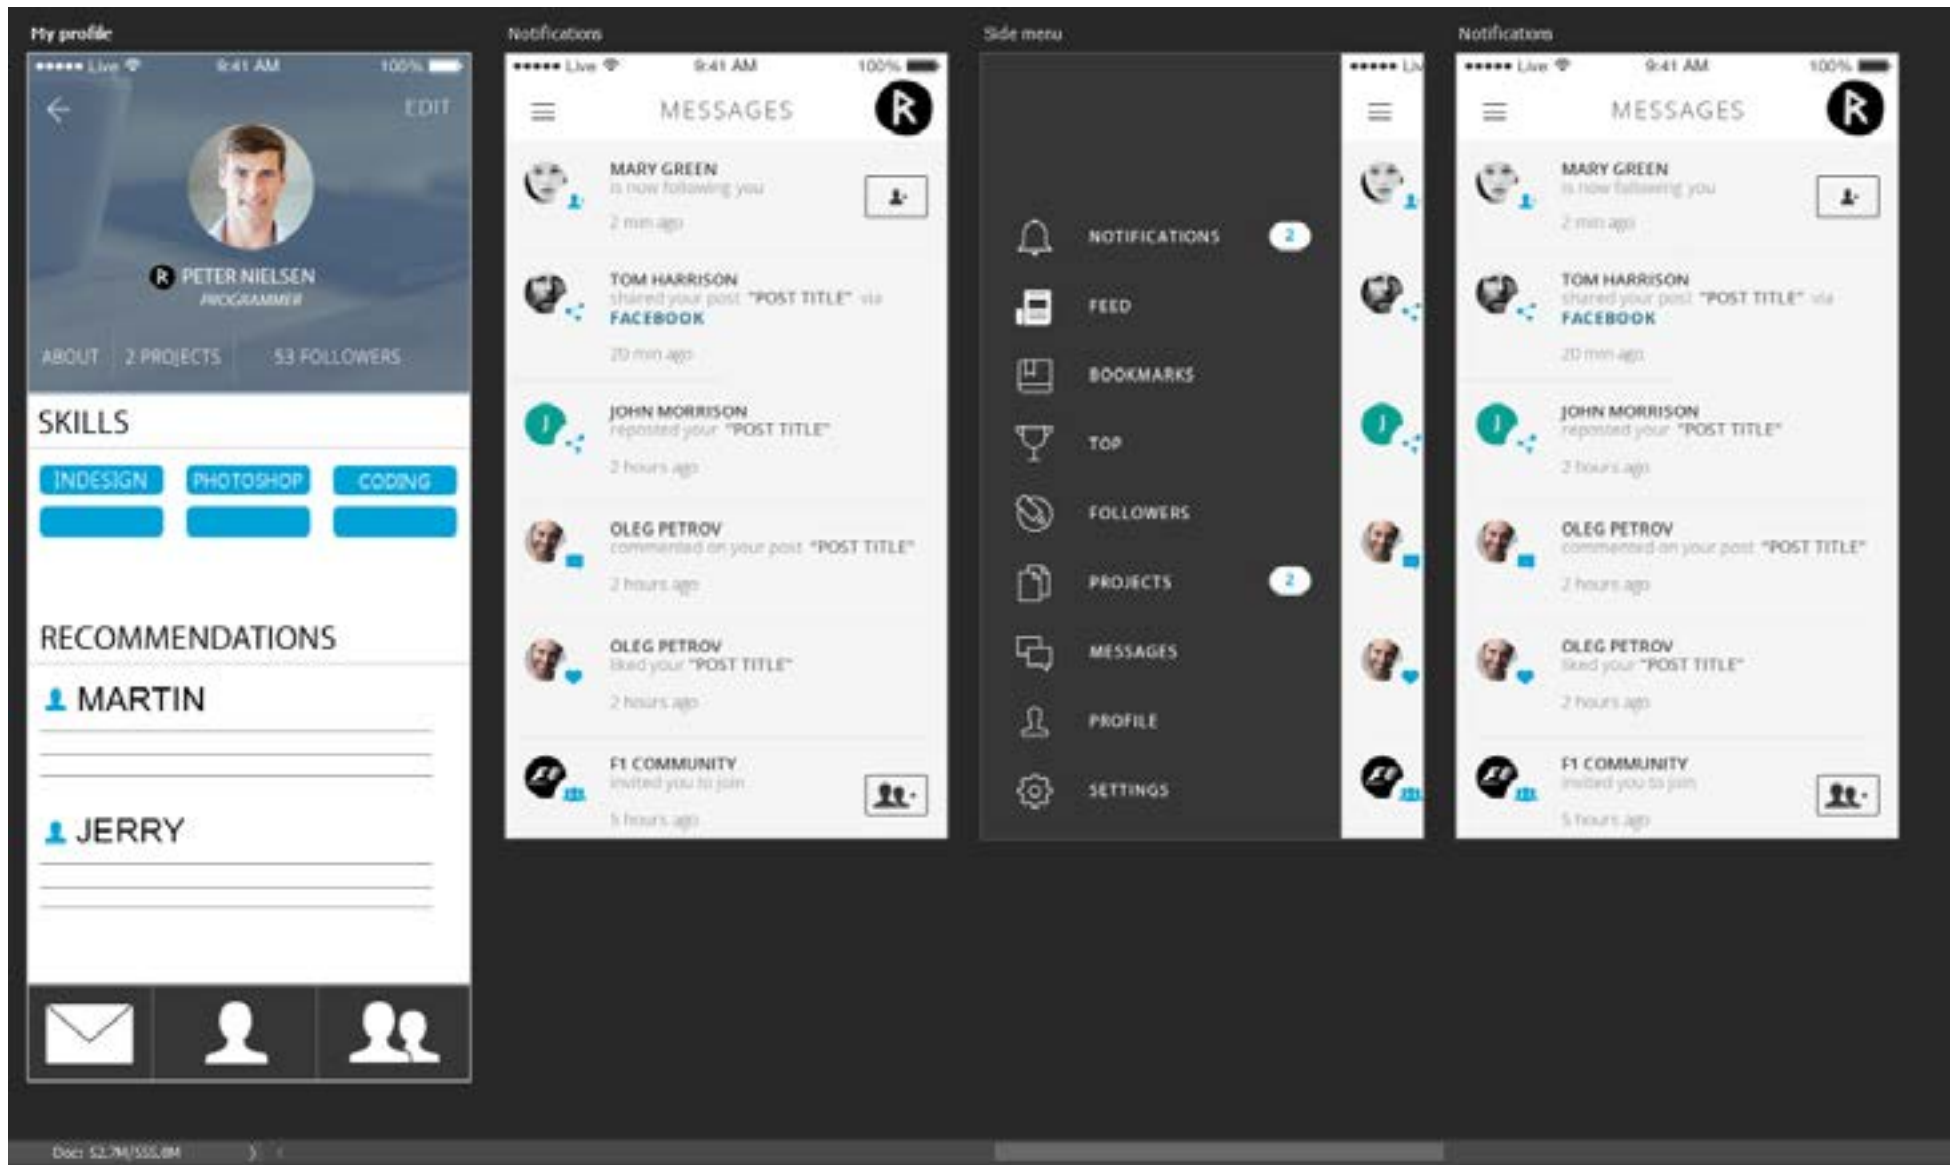 My profile
Live 9:41 AM 100%
EDIT
R PETER NIELSEN
PROGRAMMER
ABOUT 2 PROJECTS 53 FOLLOWERS
SKILLS
INDESIGN PHOTOSHOP CODING
RECOMMENDATIONS
MARTIN
JERRY
Notifications
Live 9:41 AM 100%
MESSAGES R
MARY GREEN
is now following you
2 min ago
TOM HARRISON
shared your post "POST TITLE" via
FACEBOOK
20 min ago
J
JOHN MORRISON
reposted your "POST TITLE"
2 hours ago
OLEG PETROV
commented on your post "POST TITLE"
2 hours ago
OLEG PETROV
liked your "POST TITLE"
2 hours ago
F1 COMMUNITY
invited you to join
5 hours ago
Side menu
NOTIFICATIONS 2
FEED
BOOKMARKS
TOP
FOLLOWERS
PROJECTS 2
MESSAGES
PROFILE
SETTINGS
Liv
J
Notifications
Live 9:41 AM 100%
MESSAGES R
MARY GREEN
is now following you
2 min ago
TOM HARRISON
shared your post "POST TITLE" via
FACEBOOK
20 min ago
J
JOHN MORRISON
reposted your "POST TITLE"
2 hours ago
OLEG PETROV
commented on your post "POST TITLE"
2 hours ago
OLEG PETROV
liked your "POST TITLE"
2 hours ago
F1 COMMUNITY
invited you to join
5 hours ago
Doc: 52.7M/555.0M